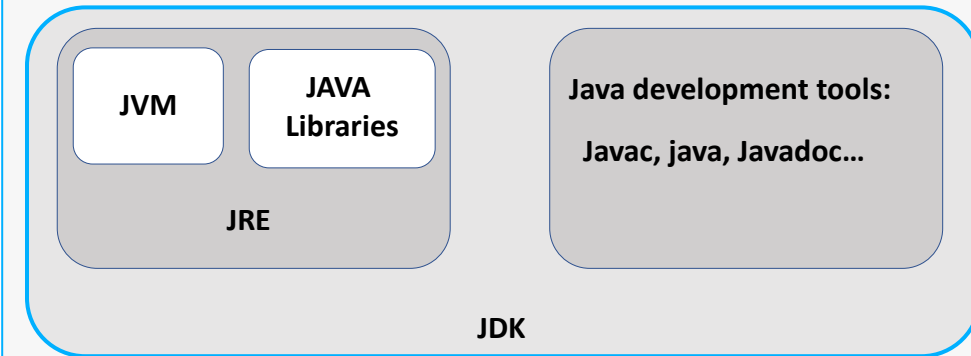 JVM
JAVA
Libraries
JRE
Java development tools:
Javac, java, Javadoc…
JDK